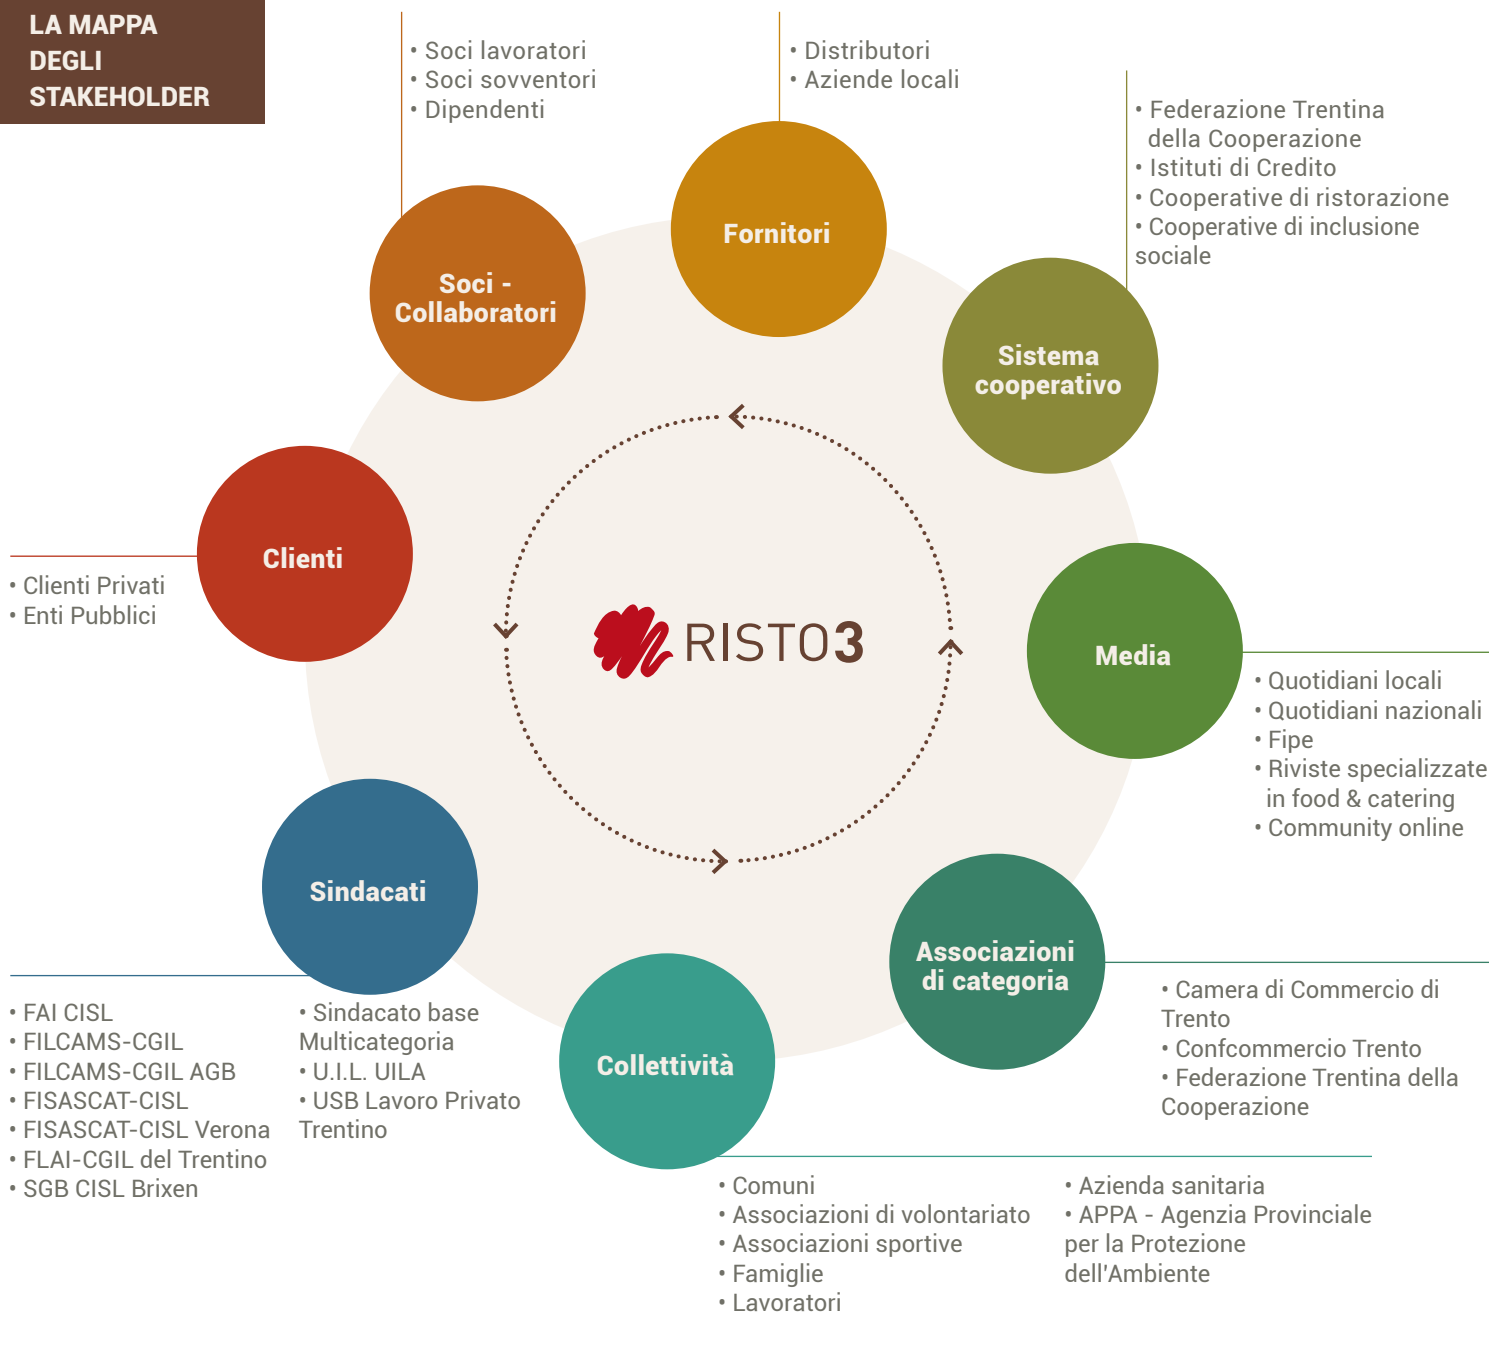 LA MAPPA
DEGLI
STAKEHOLDER
• Soci lavoratori
• Soci sovventori
• Dipendenti
Soci -
Collaboratori
• Distributori
• Aziende locali
Fornitori
• Federazione Trentina
della Cooperazione
• Istituti di Credito
• Cooperative di ristorazione
• Cooperative di inclusione
sociale
Sistema
cooperativo
Clienti
• Clienti Privati
• Enti Pubblici
RISTO3
Media
• Quotidiani locali
• Quotidiani nazionali
• Fipe
• Riviste specializzate
in food & catering
• Community online
Sindacati
• FAI CISL
• FILCAMS-CGIL
• FILCAMS-CGIL AGB
• FISASCAT-CISL
• FISASCAT-CISL Verona
• FLAI-CGIL del Trentino
• SGB CISL Brixen
• Sindacato base
Multicategoria
• U.I.L. UILA
• USB Lavoro Privato
Trentino
Associazioni
di categoria
• Camera di Commercio di
Trento
• Confcommercio Trento
• Federazione Trentina della
Cooperazione
Collettività
• Comuni
• Associazioni di volontariato
• Associazioni sportive
• Famiglie
• Lavoratori
• Azienda sanitaria
• APPA - Agenzia Provinciale
per la Protezione
dell'Ambiente